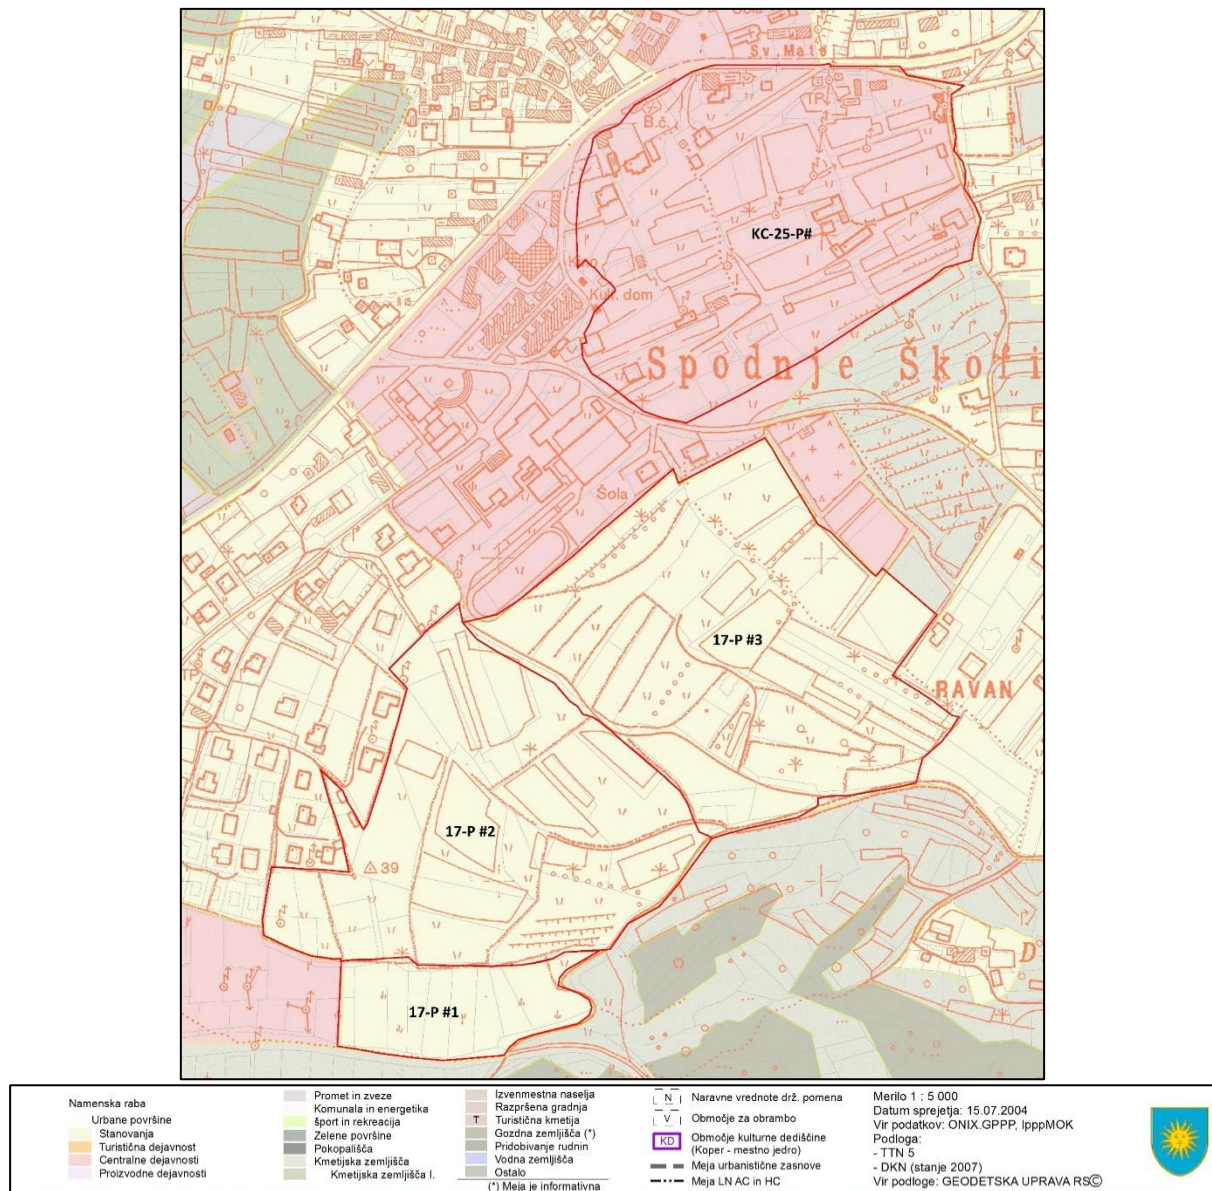 Sv. Mate
TP
B.č.
KC-25-P#
Kult. dom
Spodnje Škofi
Šola
17-P #3
TP
RAVAN
17-P #2
39
D
17-P #1
Namenska raba
Urbane površine
Stanovanja
Turistična dejavnost
Centralne dejavnosti
Proizvodne dejavnosti
Promet in zveze
Komunala in energetika
šport in rekreacija
Zelene površine
Pokopališča
Kmetijska zemljišča
Kmetijska zemljišča I.
Izvenmestna naselja
Razpršena gradnja
T Turistična kmetija
Gozdna zemljišča (*)
Pridobivanje rudnin
Vodna zemljišča
Ostalo
(*) Meja je informativna
N Naravne vrednote drž. pomena
V Območje za obrambo
KD Območje kulturne dediščine
(Koper - mestno jedro)
Meja urbanistične zasnove
Meja LN AC in HC
Merilo 1 : 5 000
Datum sprejetja: 15.07.2004
Vir podatkov: ONIX.GPPP, IpppMOK
Podloga:
- TTN 5
- DKN (stanje 2007)
Vir podloge: GEODETSKA UPRAVA RS©